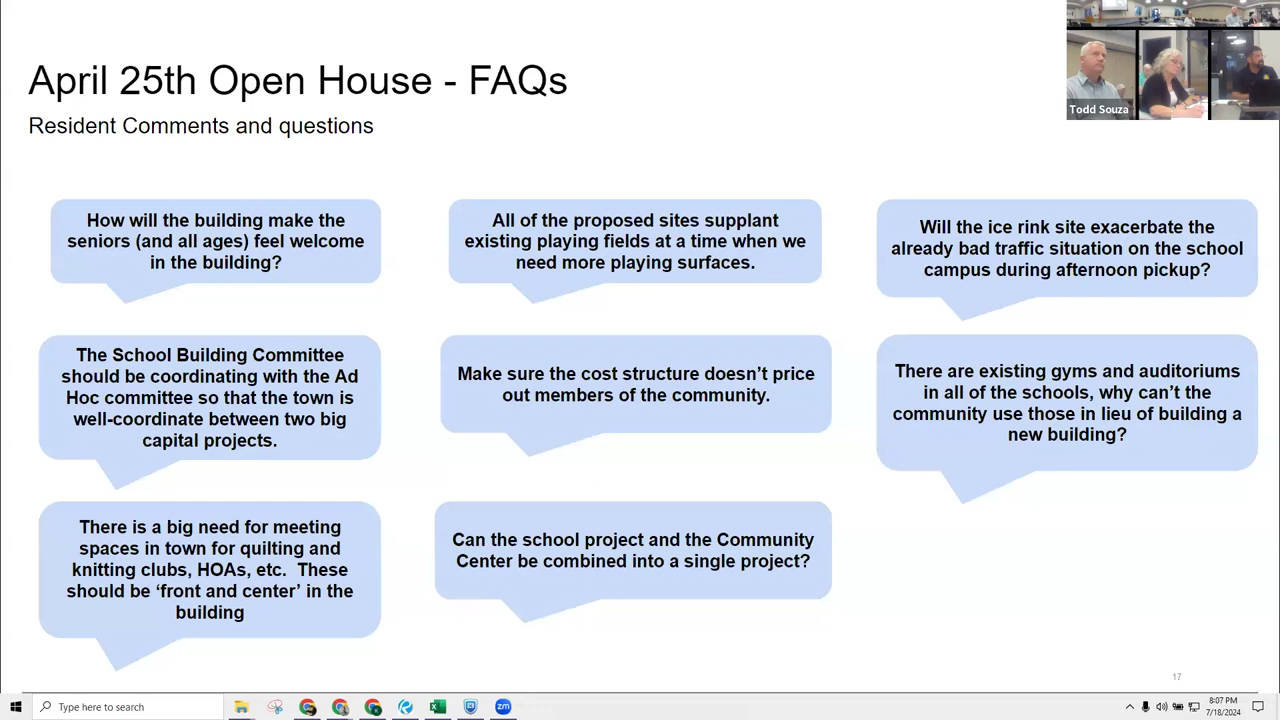 April 25th Open House - FAQs
Resident Comments and questions
Todd Souza
How will the building make the
seniors (and all ages) feel welcome
in the building?
All of the proposed sites supplant
existing playing fields at a time when we
need more playing surfaces.
Will the ice rink site exacerbate the
already bad traffic situation on the school
campus during afternoon pickup?
The School Building Committee
should be coordinating with the Ad
Hoc committee so that the town is
well-coordinate between two big
capital projects.
Make sure the cost structure doesn’t price
out members of the community.
There are existing gyms and auditoriums
in all of the schools, why can’t the
community use those in lieu of building a
new building?
There is a big need for meeting
spaces in town for quilting and
knitting clubs, HOAs, etc.  These
should be ‘front and center’ in the
building
Can the school project and the Community
Center be combined into a single project?
17
Type here to search
zm
8:07 PM
7/18/2024